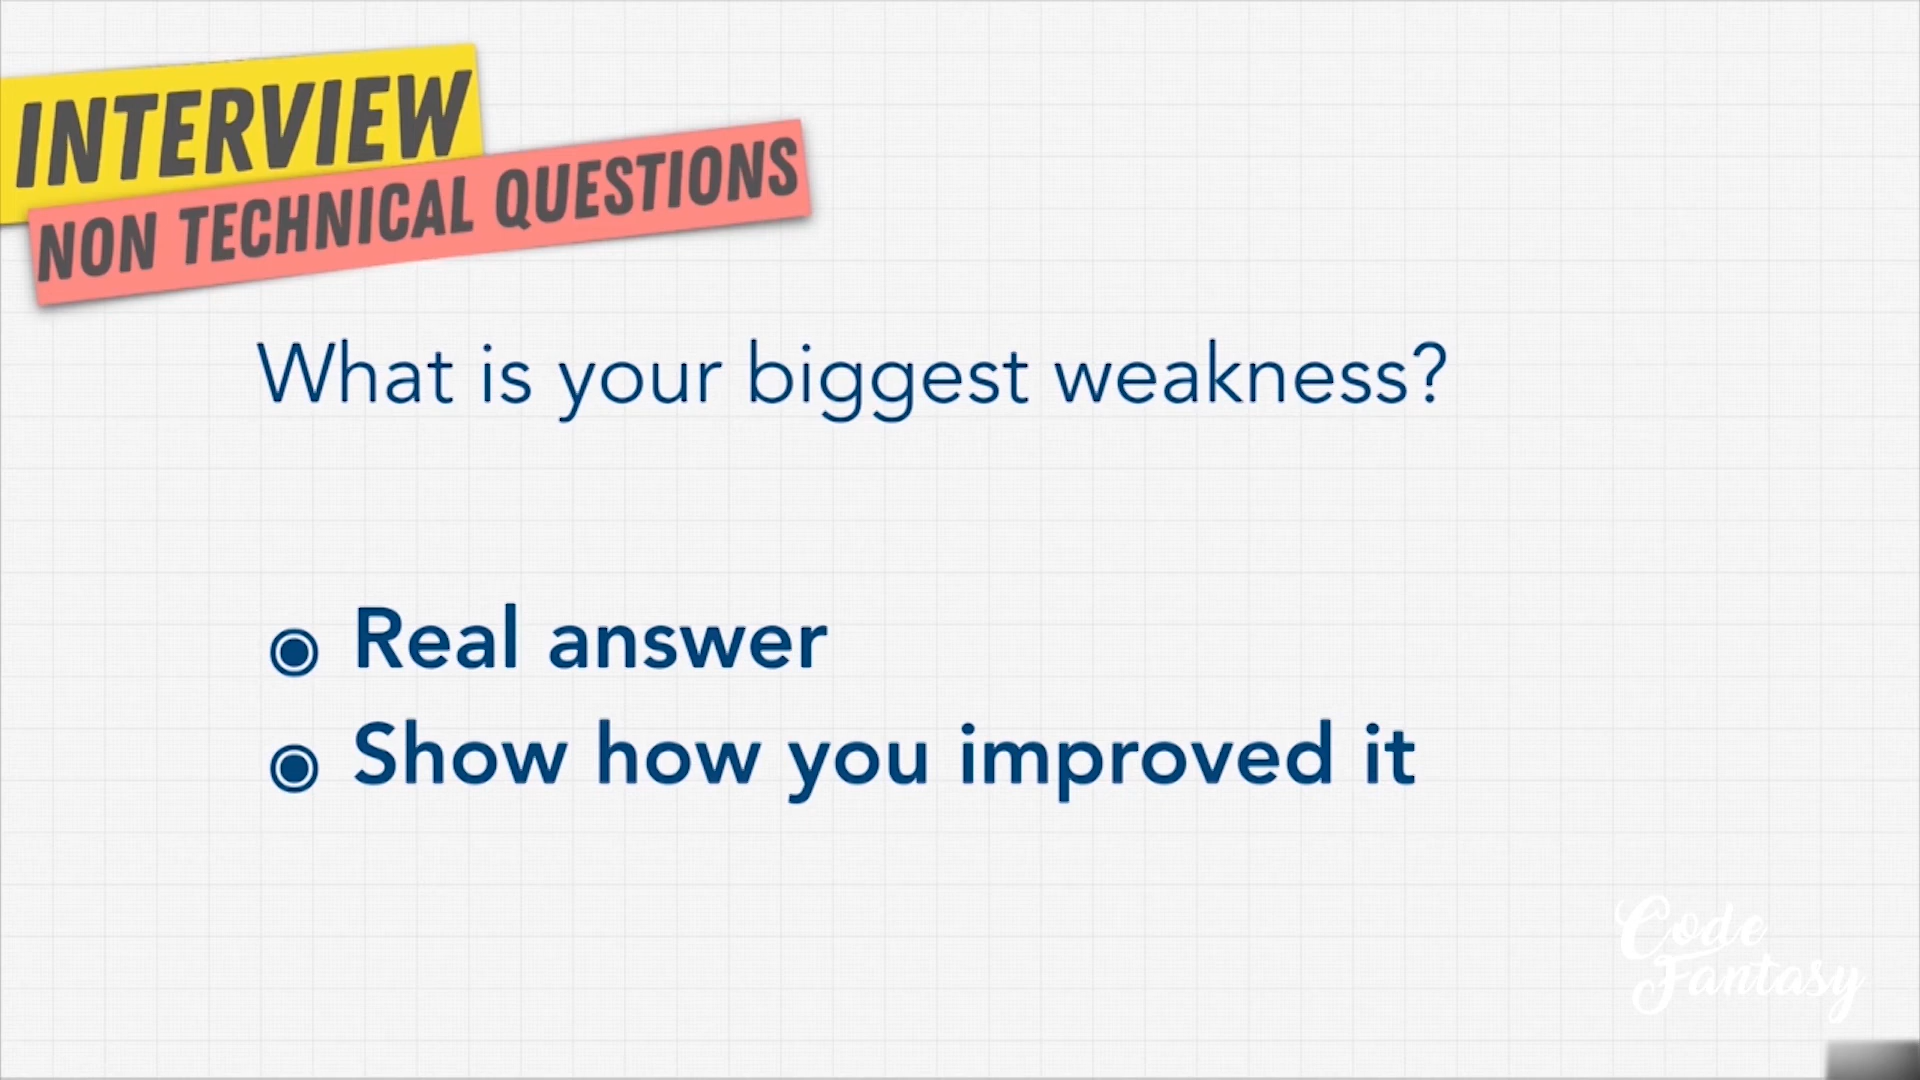 INTERVIEW
NON TECHNICAL QUESTIONS
What is your biggest weakness?
Real answer
Show how you improved it
Code
Fantasy